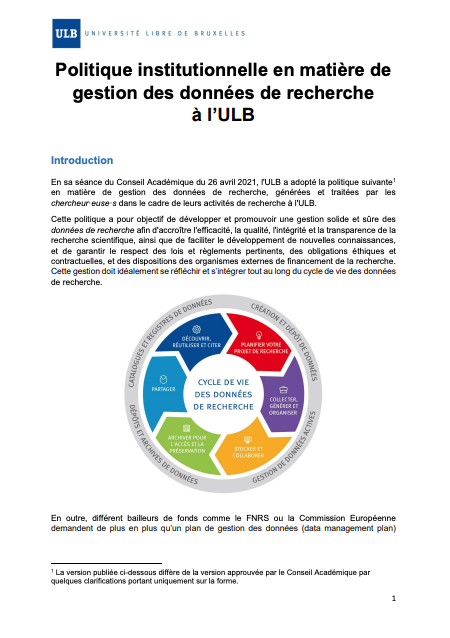 ULB UNIVERSITÉ LIBRE DE BRUXELLES
Politique institutionnelle en matière de
gestion des données de recherche
à l'ULB
Introduction
En sa séance du Conseil Académique du 26 avril 2021, l'ULB a adopté la politique suivante¹
en matière de gestion des données de recherche, générées et traitées par les
chercheur·euse·s dans le cadre de leurs activités de recherche à l'ULB.
Cette politique a pour objectif de développer et promouvoir une gestion solide et sûre des
données de recherche afin d'accroître l'efficacité, la qualité, l'intégrité et la transparence de la
recherche scientifique, ainsi que de faciliter le développement de nouvelles connaissances,
et de garantir le respect des lois et règlements pertinents, des obligations éthiques et
contractuelles, et des dispositions des organismes externes de financement de la recherche.
Cette gestion doit idéalement se réfléchir et s'intégrer tout au long du cycle de vie des données
de recherche.
CATALOGUES ET REGISTRES DE DONNÉES
CRÉATION ET DÉPÔT DE DONNÉES
DÉCOUVRIR,
RÉUTILISER ET CITER
PLANIFIER VOTRE
PROJET DE RECHERCHE
PARTAGER
CYCLE DE VIE
DES DONNÉES
DE RECHERCHE
COLLECTER,
GÉNÉRER ET
ORGANISER
ARCHIVER POUR
L'ACCÈS ET LA
PRÉSERVATION
STOCKER ET
COLLABORER
DÉPÔTS ET ARCHIVES DE DONNÉES
GESTION DE DONNÉES ACTIVES
En outre, différent bailleurs de fonds comme le FNRS ou la Commission Européenne
demandent de plus en plus qu'un plan de gestion des données (data management plan)
¹ La version publiée ci-dessous diffère de la version approuvée par le Conseil Académique par
quelques clarifications portant uniquement sur la forme.
1